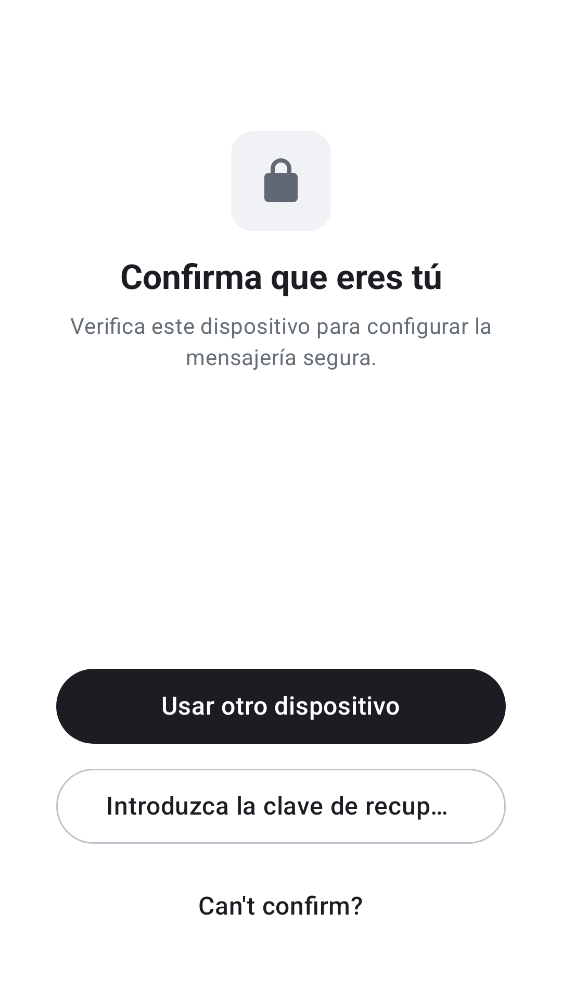 Confirma que eres tú
Verifica este dispositivo para configurar la
mensajería segura.
Usar otro dispositivo
Introduzca la clave de recup…
Can't confirm?